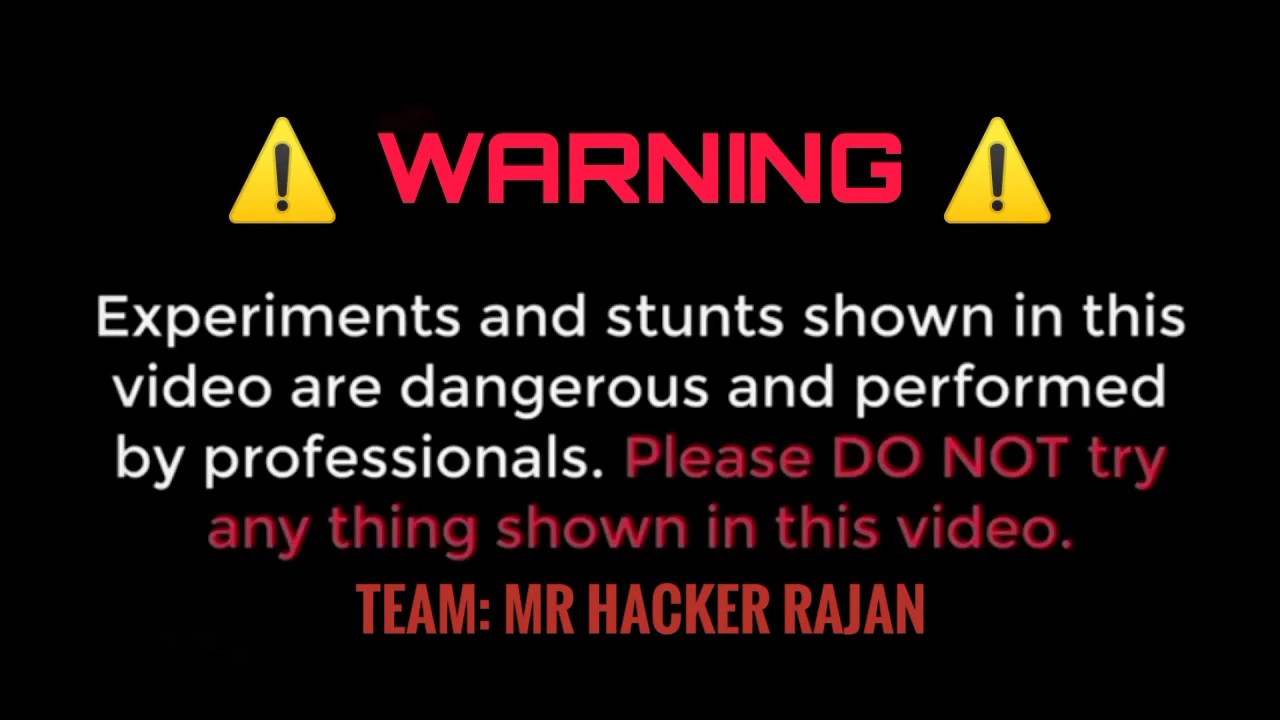 ⚠️ WARNING ⚠️
Experiments and stunts shown in this
video are dangerous and performed
by professionals. Please DO NOT try
any thing shown in this video.
TEAM: MR HACKER RAJAN